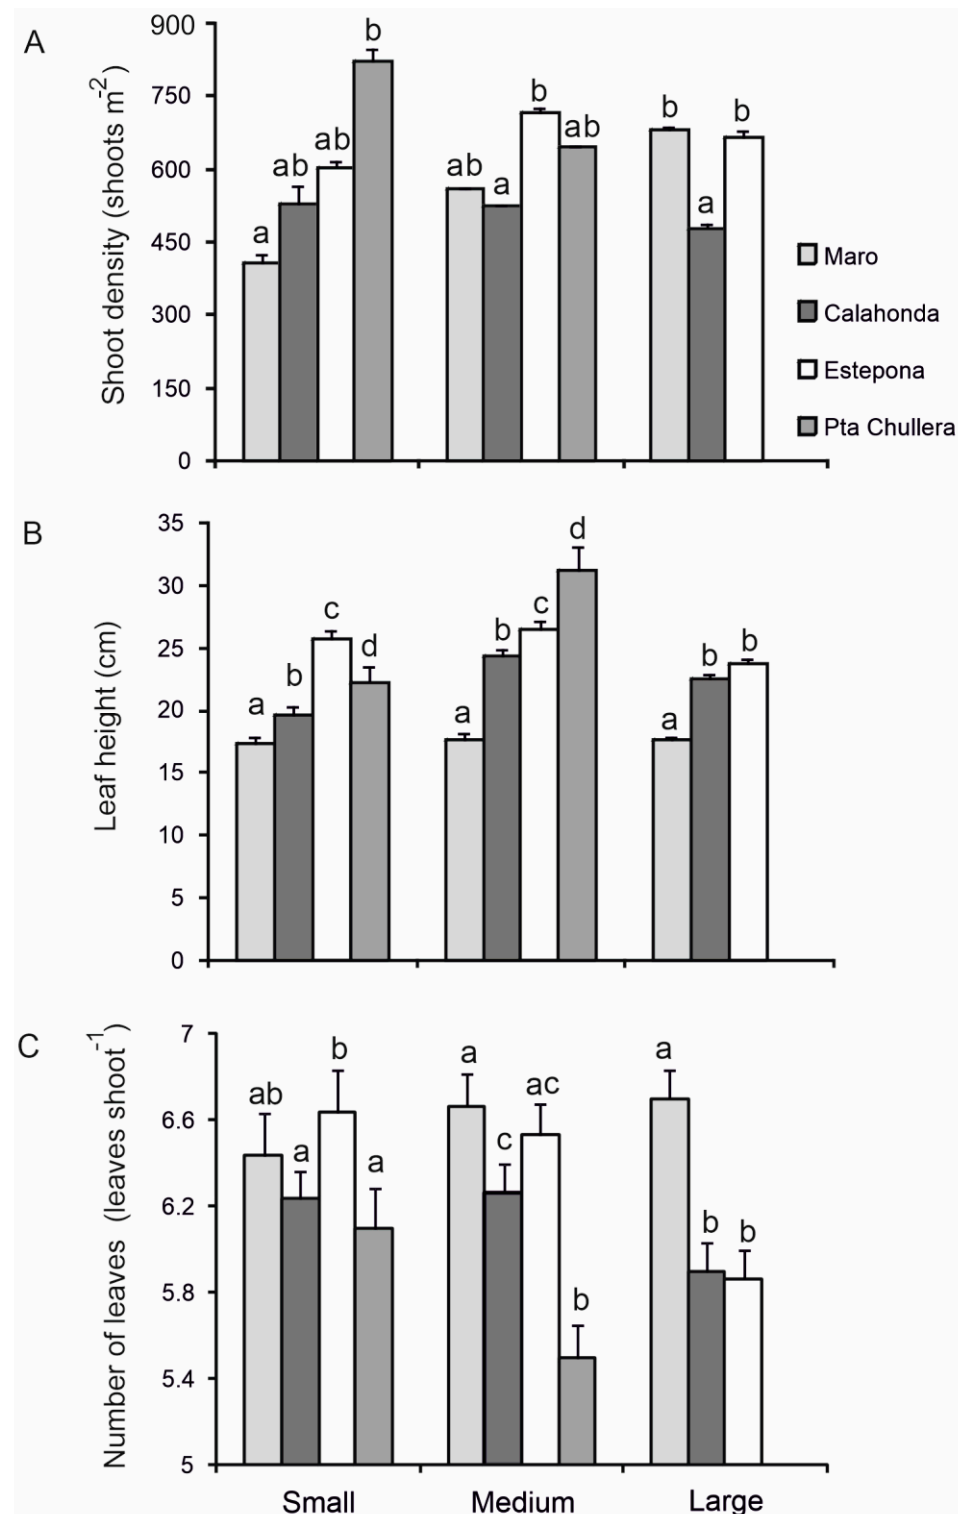 A
Shoot density (shoots m-2)
900
750
600
450
300
150
0
a
ab
ab
b
ab
a
b
ab
b
a
b
Maro
Calahonda
Estepona
Pta Chullera
B
Leaf height (cm)
35
30
25
20
15
10
5
0
a
b
c
d
a
b
c
d
a
b
b
C
Number of leaves (leaves shoot-1)
7
6.6
6.2
5.8
5.4
5
ab
a
b
a
a
c
ac
b
a
b
b
Small
Medium
Large